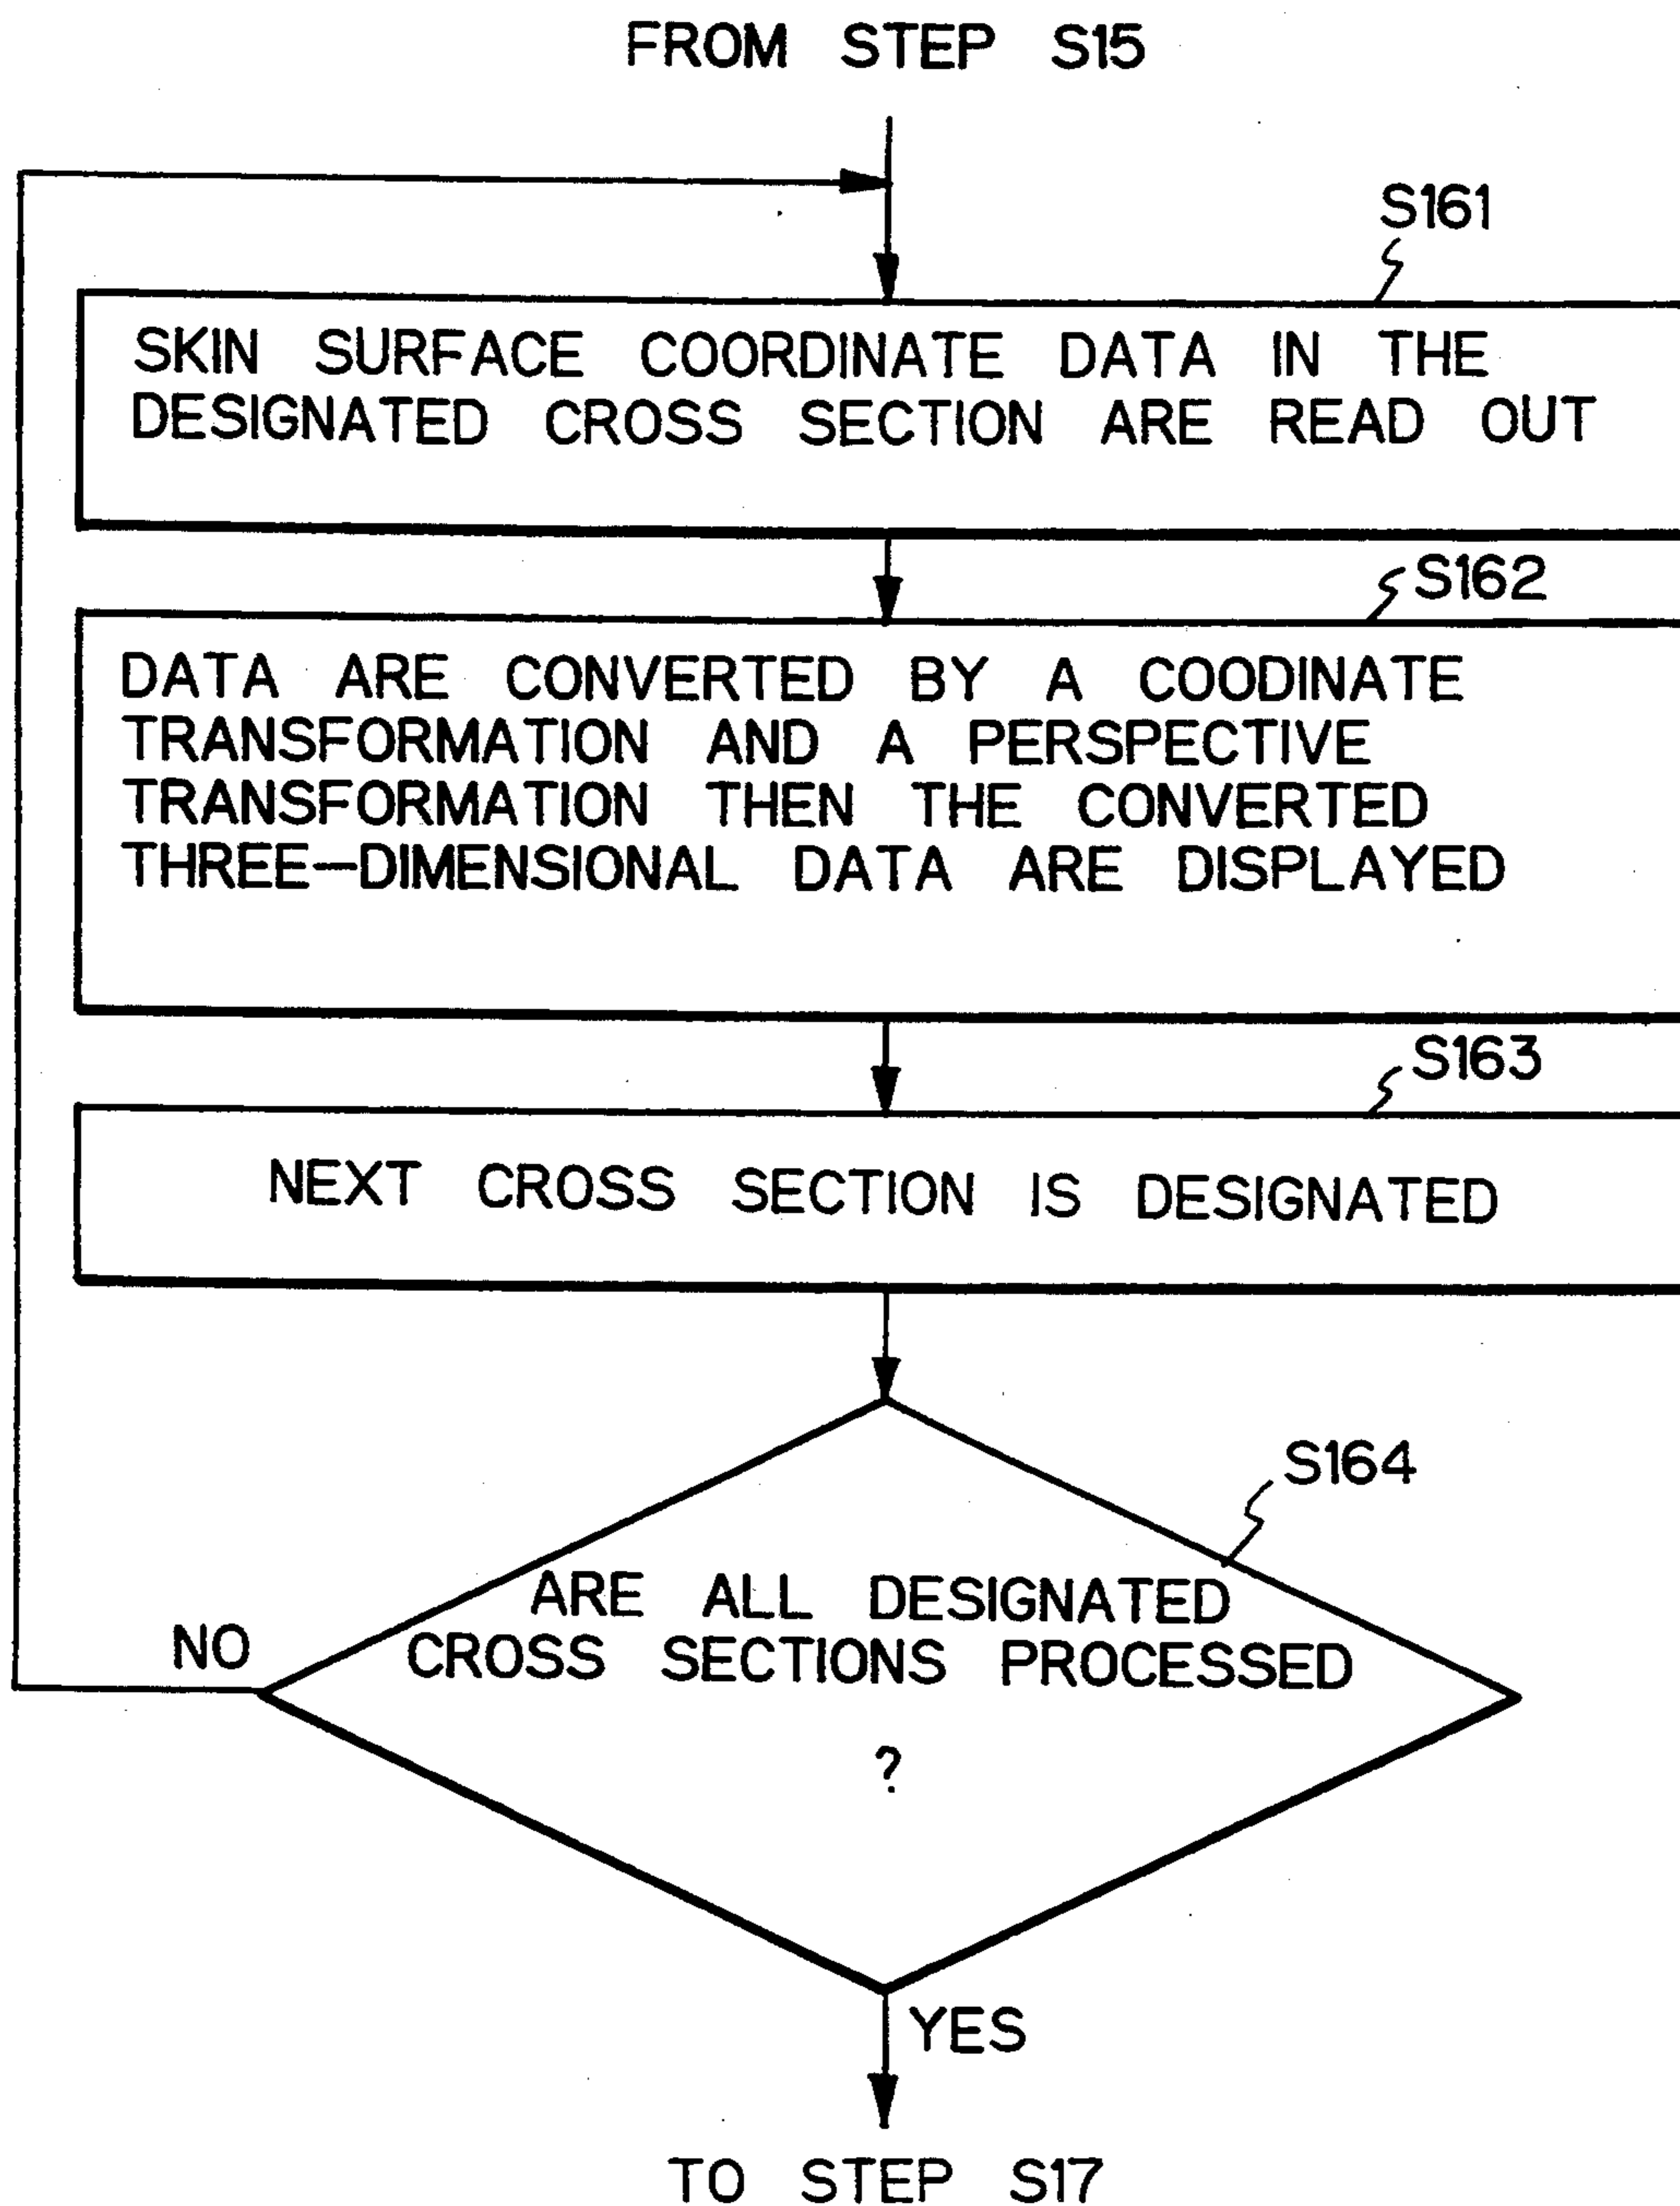 FROM STEP S15
S161
SKIN SURFACE COORDINATE DATA IN THE
DESIGNATED CROSS SECTION ARE READ OUT
S162
DATA ARE CONVERTED BY A COODINATE
TRANSFORMATION AND A PERSPECTIVE
TRANSFORMATION THEN THE CONVERTED
THREE-DIMENSIONAL DATA ARE DISPLAYED
S163
NEXT CROSS SECTION IS DESIGNATED
S164
ARE ALL DESIGNATED
CROSS SECTIONS PROCESSED
?
NO
YES
TO STEP S17